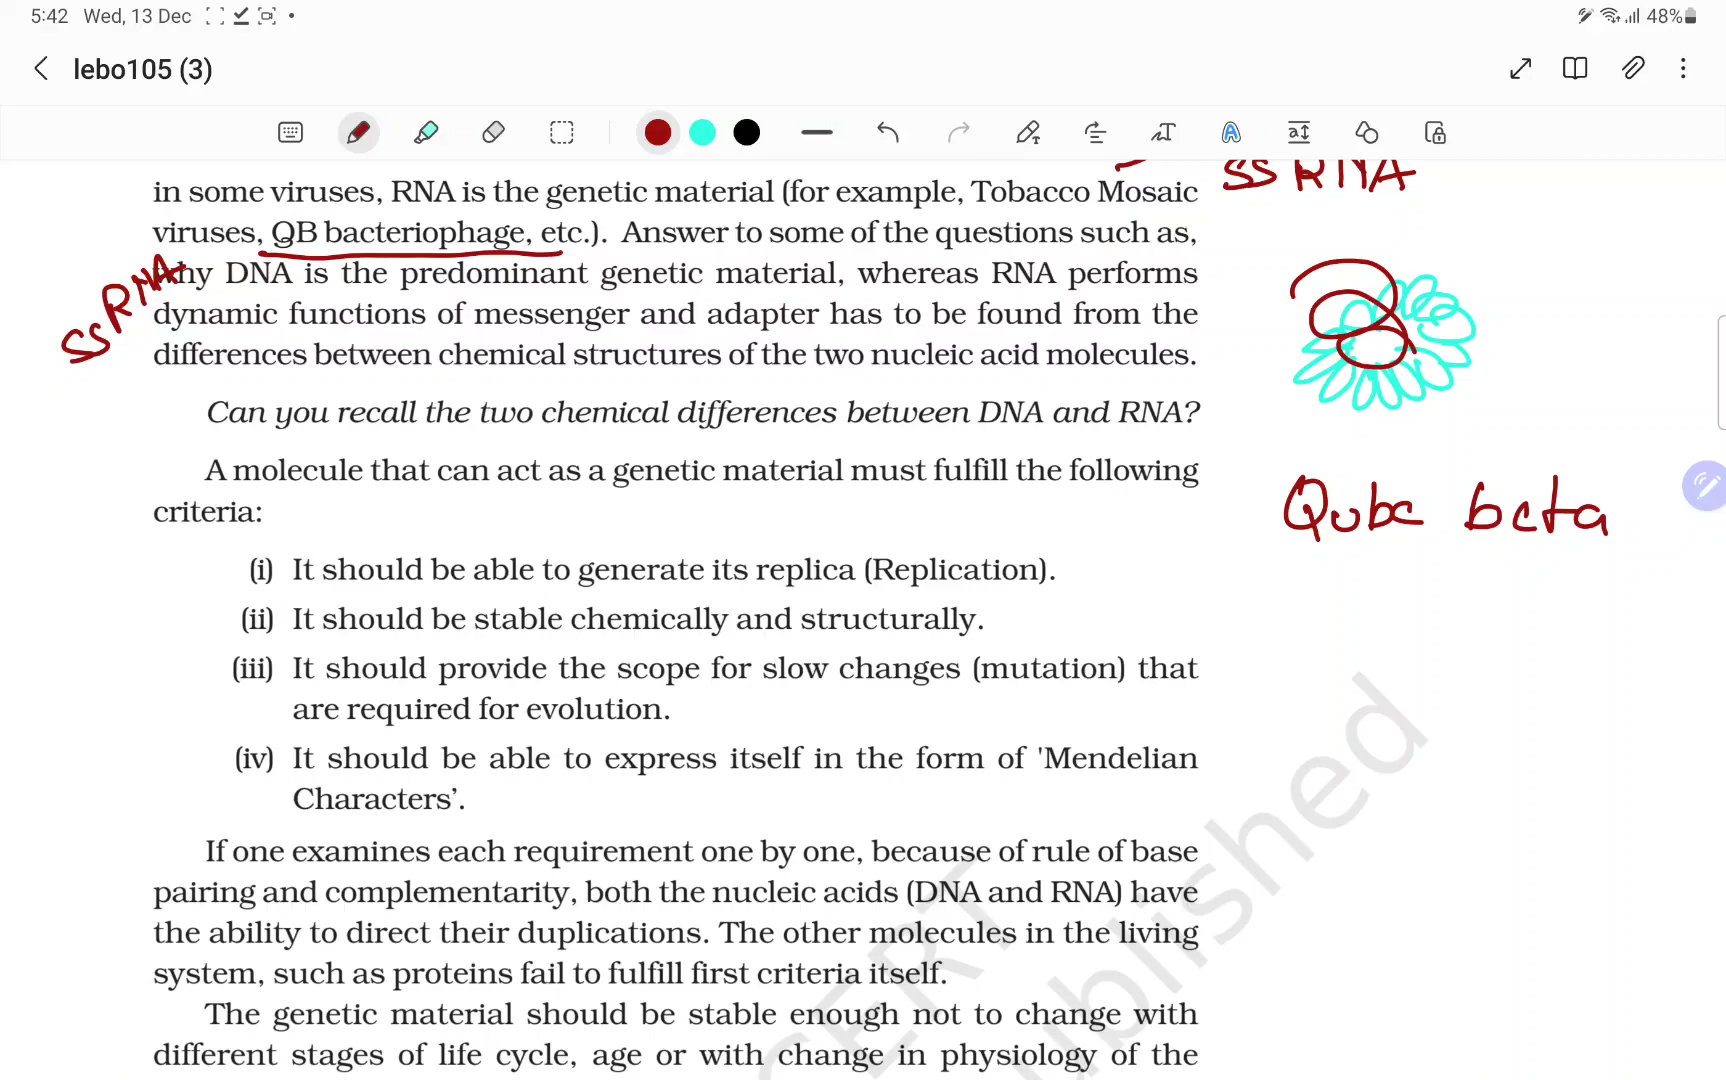 5:42 Wed, 13 Dec
48%
lebo105 (3)
ss RNA
in some viruses, RNA is the genetic material (for example, Tobacco Mosaic
viruses, QB bacteriophage, etc.). Answer to some of the questions such as,
why DNA is the predominant genetic material, whereas RNA performs
ssRNA
dynamic functions of messenger and adapter has to be found from the
differences between chemical structures of the two nucleic acid molecules.
Can you recall the two chemical differences between DNA and RNA?
A molecule that can act as a genetic material must fulfill the following
criteria:
Qube beta
(i) It should be able to generate its replica (Replication).
(ii) It should be stable chemically and structurally.
(iii) It should provide the scope for slow changes (mutation) that
are required for evolution.
(iv) It should be able to express itself in the form of 'Mendelian
Characters’.
If one examines each requirement one by one, because of rule of base
pairing and complementarity, both the nucleic acids (DNA and RNA) have
the ability to direct their duplications. The other molecules in the living
system, such as proteins fail to fulfill first criteria itself.
The genetic material should be stable enough not to change with
different stages of life cycle, age or with change in physiology of the